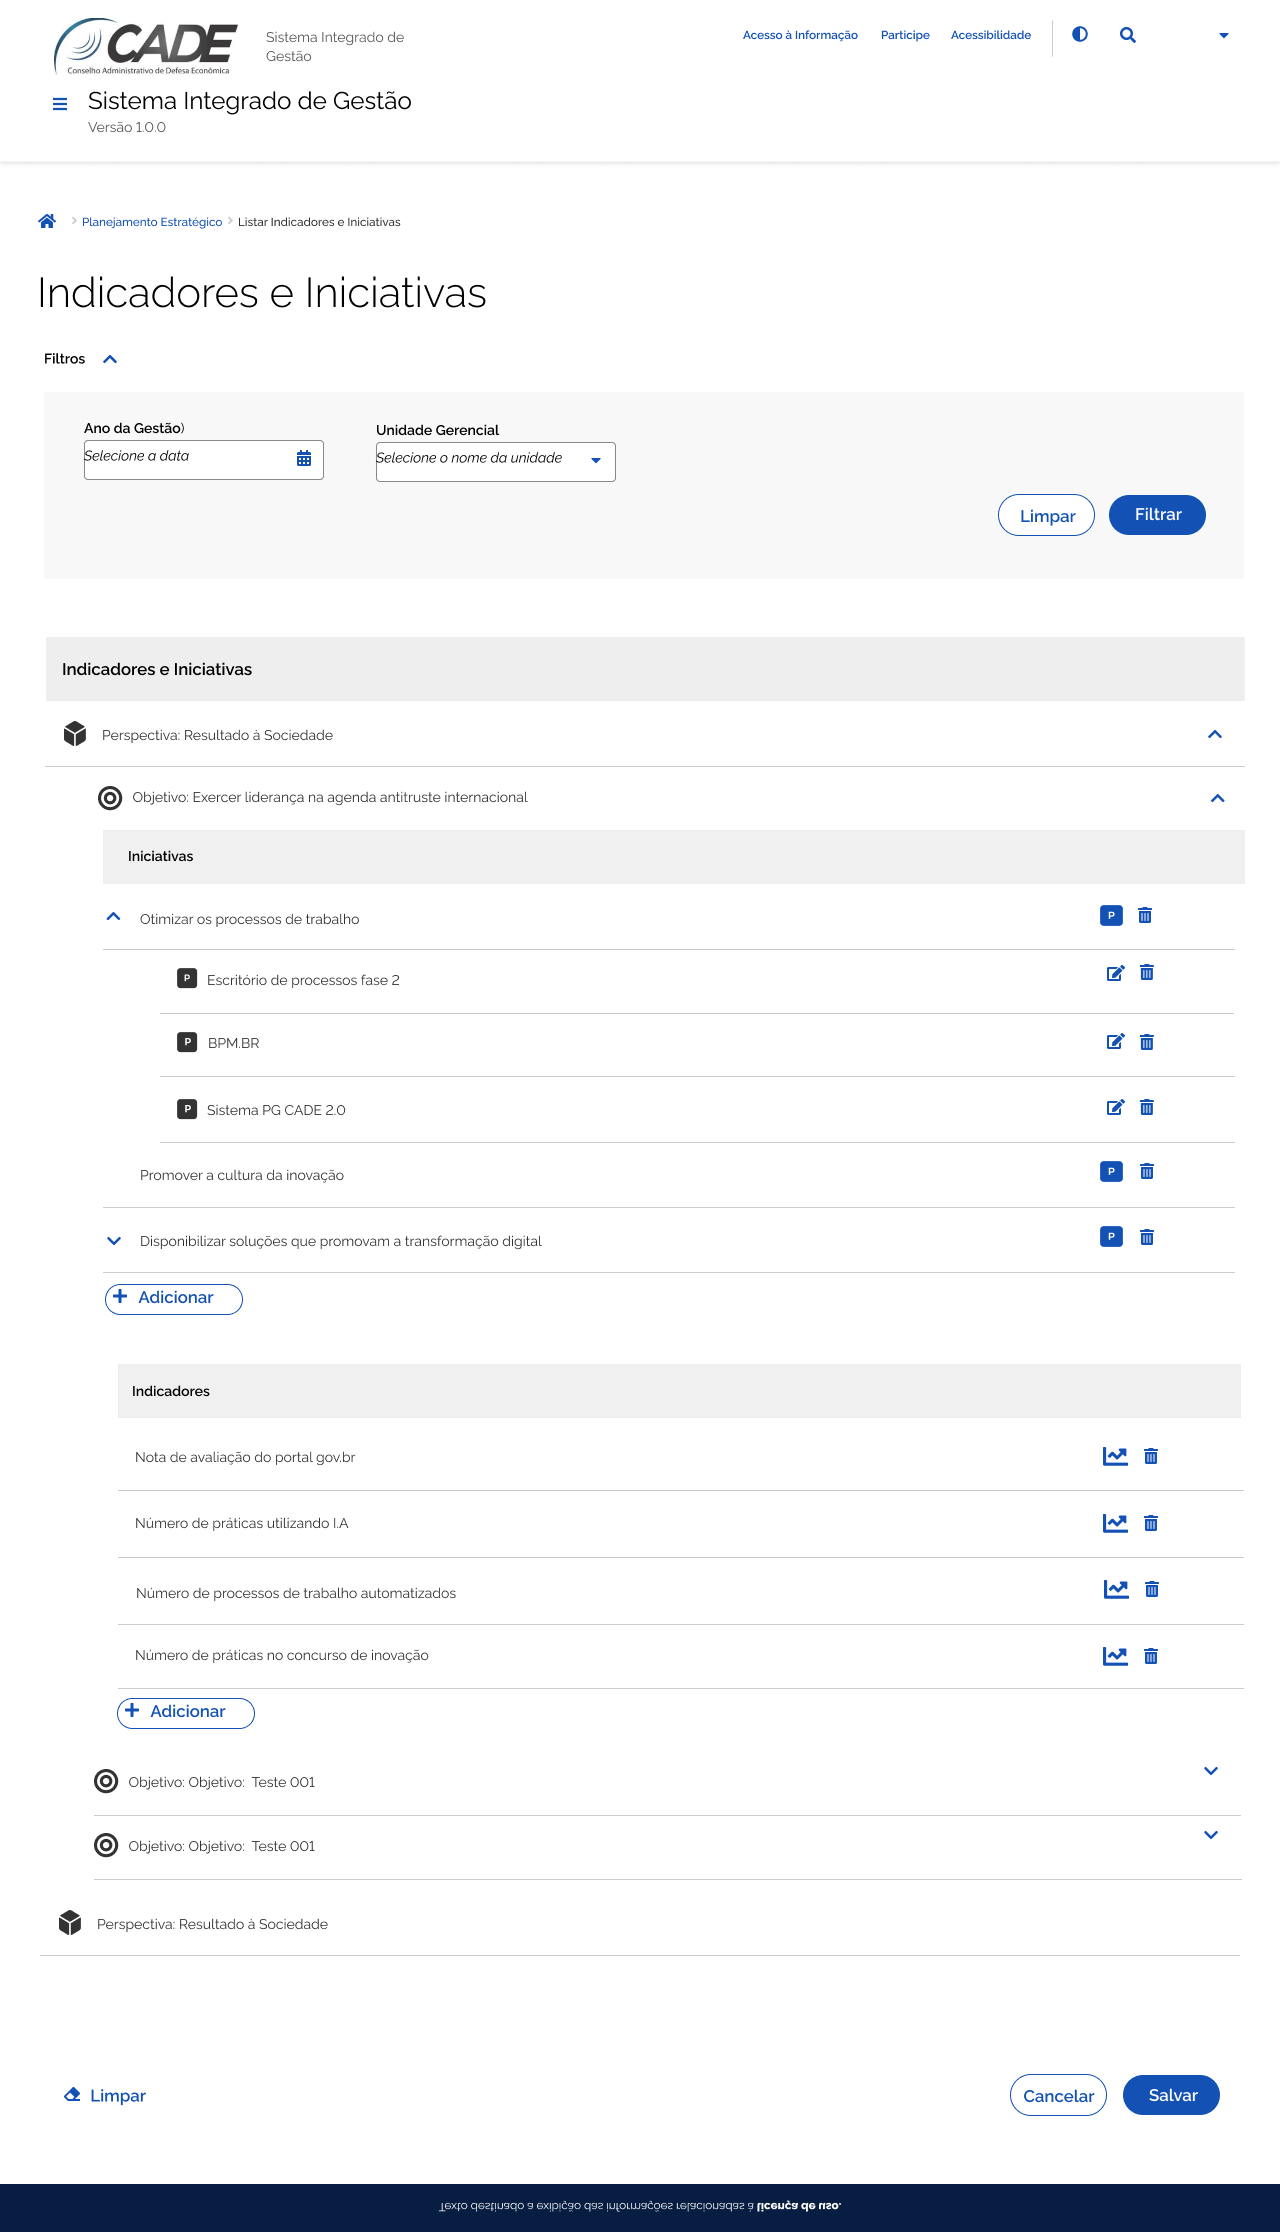 CADE
Conselho Administrativo de Defesa Econômica
Sistema Integrado de
Gestão
Acesso à Informação
Participe
Acessibilidade
Sistema Integrado de Gestão
Versão 1.0.0
Planejamento Estratégico
Listar Indicadores e Iniciativas
Indicadores e Iniciativas
Filtros
Ano da Gestão)
Unidade Gerencial
Selecione a data
Selecione o nome da unidade
Limpar
Filtrar
Indicadores e Iniciativas
Perspectiva: Resultado à Sociedade
Objetivo: Exercer liderança na agenda antitruste internacional
Iniciativas
Otimizar os processos de trabalho
P
P
Escritório de processos fase 2
P
BPM.BR
P
Sistema PG CADE 2.0
Promover a cultura da inovação
P
Disponibilizar soluções que promovam a transformação digital
P
Adicionar
Indicadores
Nota de avaliação do portal gov.br
Número de práticas utilizando I.A
Número de processos de trabalho automatizados
Número de práticas no concurso de inovação
Adicionar
Objetivo: Objetivo:  Teste 001
Objetivo: Objetivo:  Teste 001
Perspectiva: Resultado à Sociedade
Limpar
Cancelar
Salvar
Texto destinado a exibição das informações relacionadas à licença de uso.